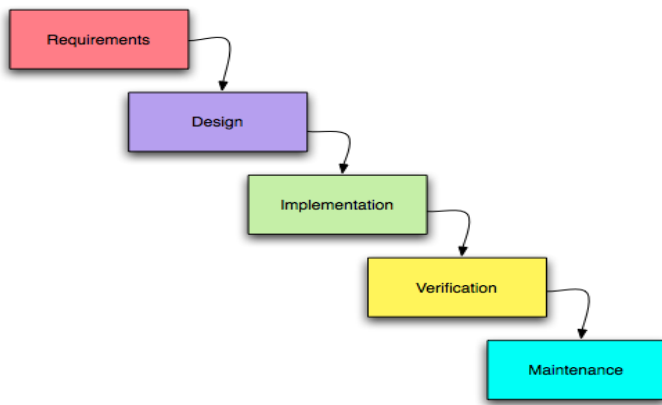 Requirements
Design
Implementation
Verification
Maintenance